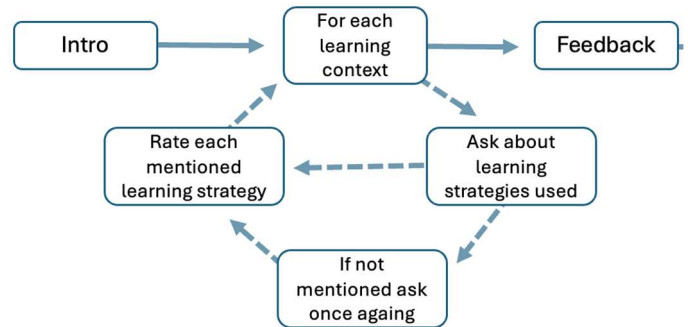 Intro
For each
learning
context
Feedback
Rate each
mentioned
learning strategy
Ask about
learning
strategies used
If not
mentioned ask
once againg